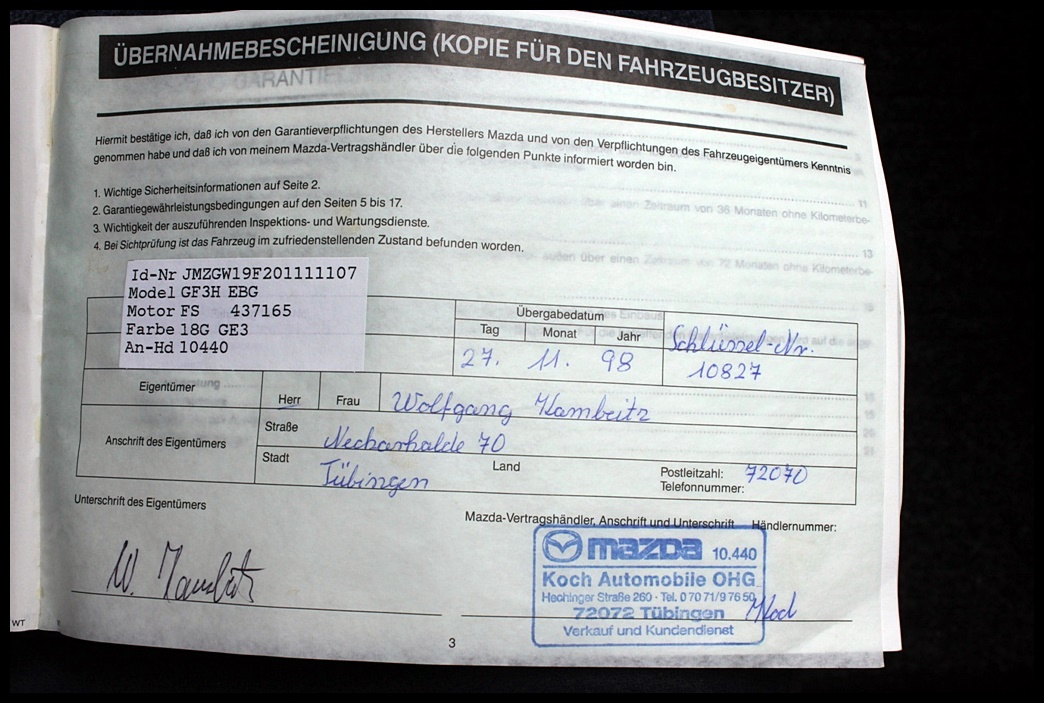 ÜBERNAHMEBESCHEINIGUNG (KOPIE FÜR DEN FAHRZEUGBESITZER)
Hiermit bestätige ich, daß ich von den Garantieverpflichtungen des Herstellers Mazda und von den Verpflichtungen des Fahrzeugeigentümers Kenntnis
genommen habe und daß ich von meinem Mazda-Vertragshändler über die folgenden Punkte informiert worden bin.
1. Wichtige Sicherheitsinformationen auf Seite 2.
2. Garantiegewährleistungsbedingungen auf den Seiten 5 bis 17.
3. Wichtigkeit der auszuführenden Inspektions- und Wartungsdienste.
4. Bei Sichtprüfung ist das Fahrzeug im zufriedenstellenden Zustand befunden worden.
Id-Nr JMZGW19F201111107
Model GF3H EBG
Motor FS 437165
Farbe 18G GE3
An-Hd 10440
Übergabedatum
Tag Monat Jahr
27. 11. 98
Schlüssel-Nr.
10827
Eigentümer Herr Frau Wolfgang Kambeitz
Anschrift des Eigentümers
Straße Neckarhalde 70
Stadt Tübingen Land Postleitzahl: 72070
Telefonnummer:
Unterschrift des Eigentümers
Mazda-Vertragshändler, Anschrift und Unterschrift Händlernummer:
W. Kambeitz
mazda 10.440
Koch Automobile OHG
Hechinger Straße 260 · Tel. 0 70 71/9 76 50
72072 Tübingen
Koch
Verkauf und Kundendienst
WT
3